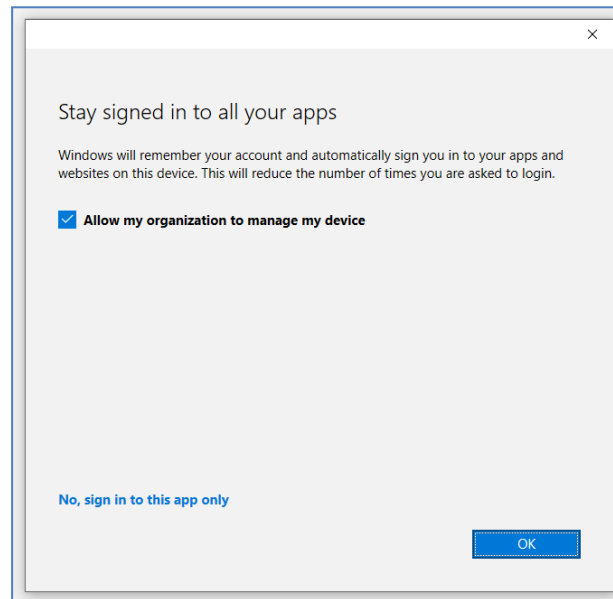 Stay signed in to all your apps
Windows will remember your account and automatically sign you in to your apps and
websites on this device. This will reduce the number of times you are asked to login.
Allow my organization to manage my device
No, sign in to this app only
OK